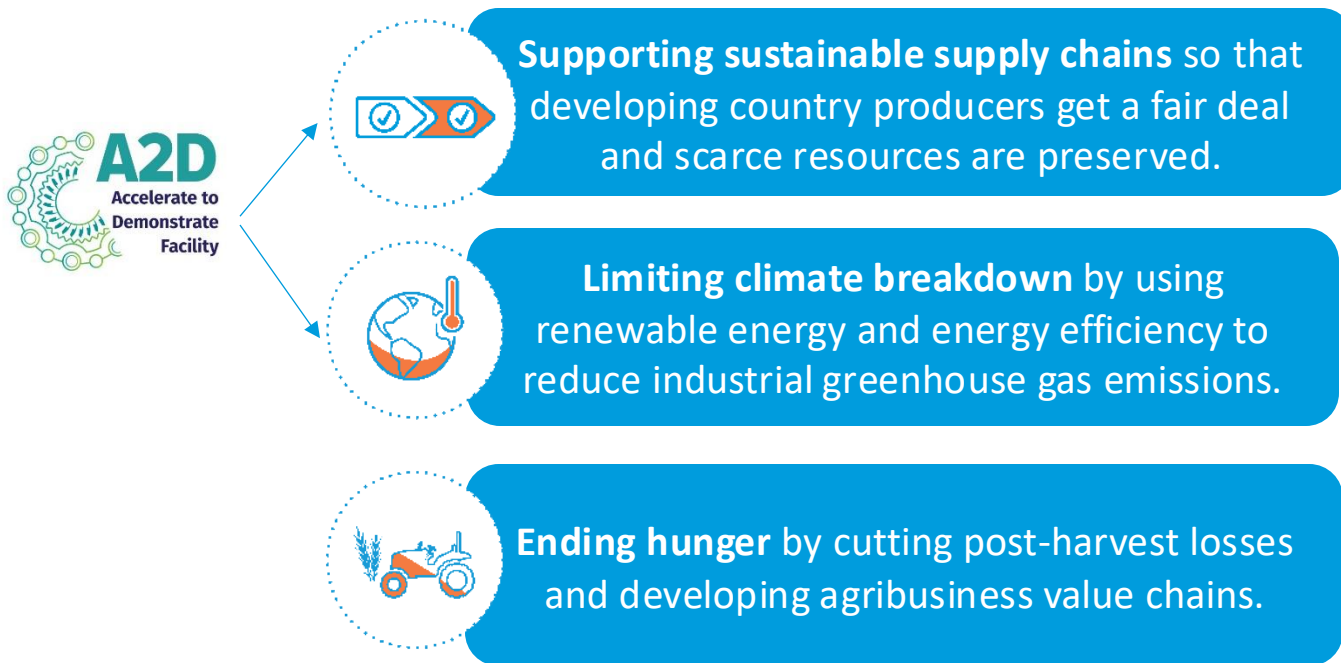 A2D
Accelerate to
Demonstrate
Facility
Supporting sustainable supply chains so that
developing country producers get a fair deal
and scarce resources are preserved.
Limiting climate breakdown by using
renewable energy and energy efficiency to
reduce industrial greenhouse gas emissions.
Ending hunger by cutting post-harvest losses
and developing agribusiness value chains.